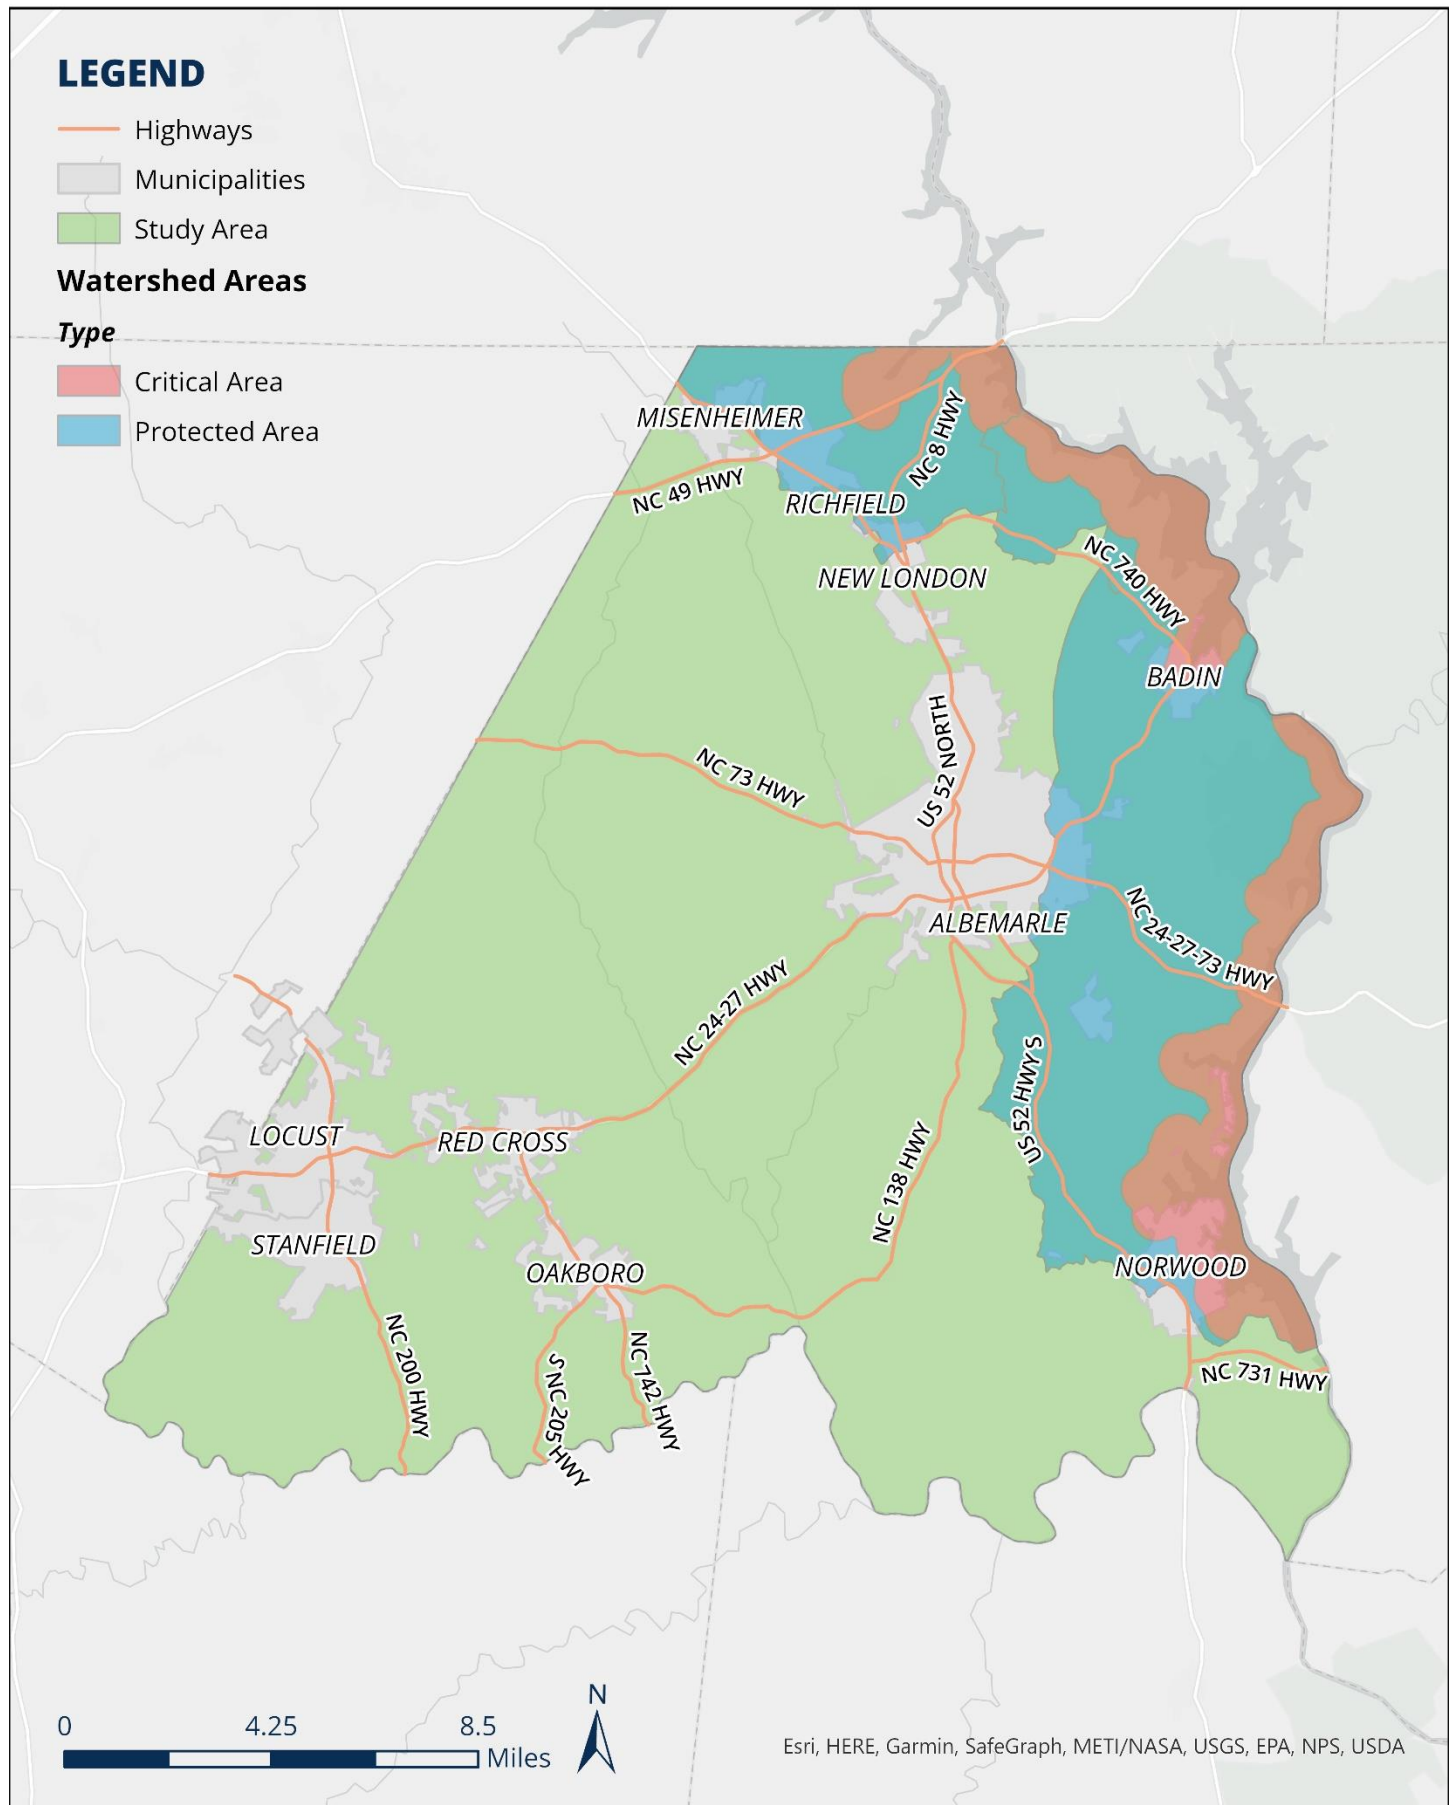 LEGEND
Highways
Municipalities
Study Area
Watershed Areas
Type
Critical Area
Protected Area
MISENHEIMER
NC 8 HWY
NC 49 HWY
RICHFIELD
NC 740 HWY
NEW LONDON
BADIN
US 52 NORTH
NC 73 HWY
ALBEMARLE
NC 24-27-73 HWY
NC 24-27 HWY
US 52 HWY S
LOCUST
RED CROSS
NC 138 HWY
STANFIELD
OAKBORO
NORWOOD
NC 200 HWY
S NC 205 HWY
NC 742 HWY
NC 731 HWY
N
0 4.25 8.5
Miles
Esri, HERE, Garmin, SafeGraph, METI/NASA, USGS, EPA, NPS, USDA